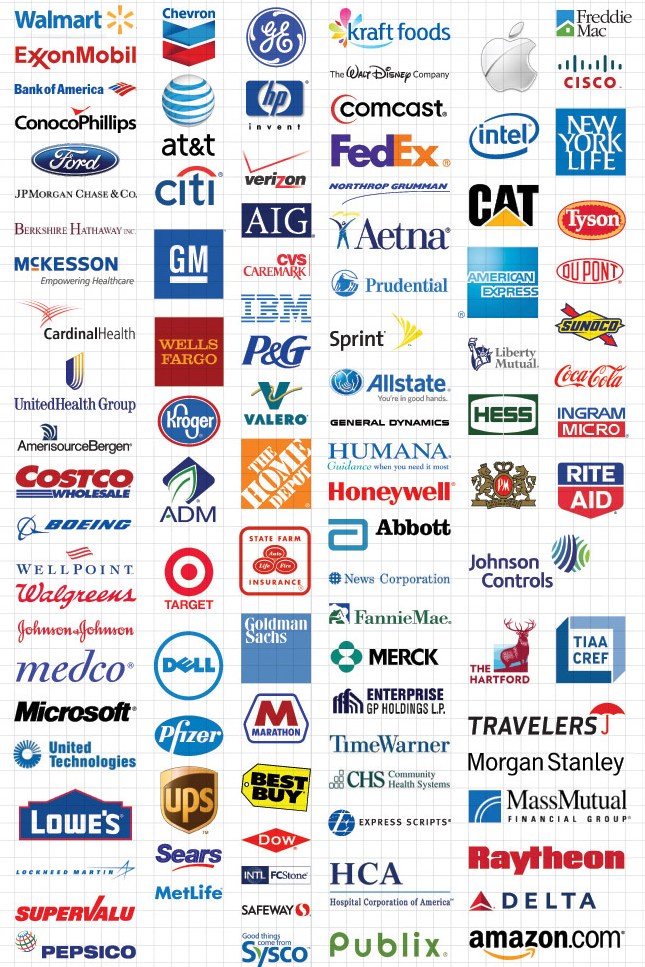 Walmart
ExxonMobil
Bank of America
ConocoPhillips
Ford
JPMORGAN CHASE & CO.
BERKSHIRE HATHAWAY INC.
MCKESSON
Empowering Healthcare
CardinalHealth
UnitedHealth Group
AmerisourceBergen
COSTCO
WHOLESALE
BOEING
WELLPOINT
Walgreens
Johnson & Johnson
medco
Microsoft
United
Technologies
LOWE'S
LOCKHEED MARTIN
SUPERVALU
PEPSICO
Chevron
at&t
citi
GM
WELLS
FARGO
Kroger
ADM
TARGET
DELL
Pfizer
ups
Sears
MetLife
GE
hp
invent
verizon
AIG
CVS
CAREMARK
IBM
P&G
VALERO
THE
HOME
DEPOT
STATE FARM
Auto
Life Fire
INSURANCE
Goldman
Sachs
M
MARATHON
BEST
BUY
DOW
INTL FCStone
SAFEWAY
Good things
come from
Sysco
kraft foods
The WALT DISNEY Company
COMCAST
FedEx
NORTHROP GRUMMAN
Aetna
Prudential
Sprint
Allstate
You're in good hands.
GENERAL DYNAMICS
HUMANA
Guidance when you need it most
Honeywell
Abbott
News Corporation
FannieMae
MERCK
ENTERPRISE
GP HOLDINGS L.P.
TimeWarner
CHS Community
Health Systems
EXPRESS SCRIPTS
HCA
Hospital Corporation of America
Publix
intel
CAT
AMERICAN
EXPRESS
Liberty
Mutual
HESS
PM
Johnson
Controls
THE
HARTFORD
TRAVELERS
Morgan Stanley
MassMutual
FINANCIAL GROUP
Raytheon
DELTA
amazon.com
Freddie
Mac
CISCO
NEW
YORK
LIFE
Tyson
DU PONT
SUNOCO
Coca-Cola
INGRAM
MICRO
RITE
AID
TIAA
CREF